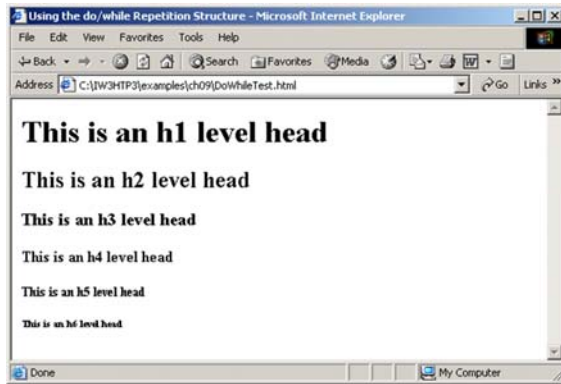 Using the do/while Repetition Structure - Microsoft Internet Explorer
File Edit View Favorites Tools Help
Back Search Favorites Media
Address C:\IW3HTP3\examples\ch09\DoWhileTest.html Go Links »
This is an h1 level head
This is an h2 level head
This is an h3 level head
This is an h4 level head
This is an h5 level head
This is an h6 level head
Done My Computer